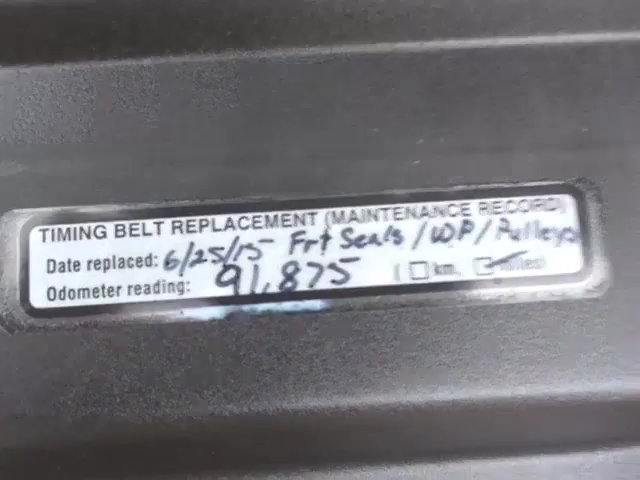 TIMING BELT REPLACEMENT (MAINTENANCE RECORD)
Date replaced: 6/25/15 Frt Seals / WP / Pulleys
Odometer reading: 91,875 ( □ km, ☑ miles)